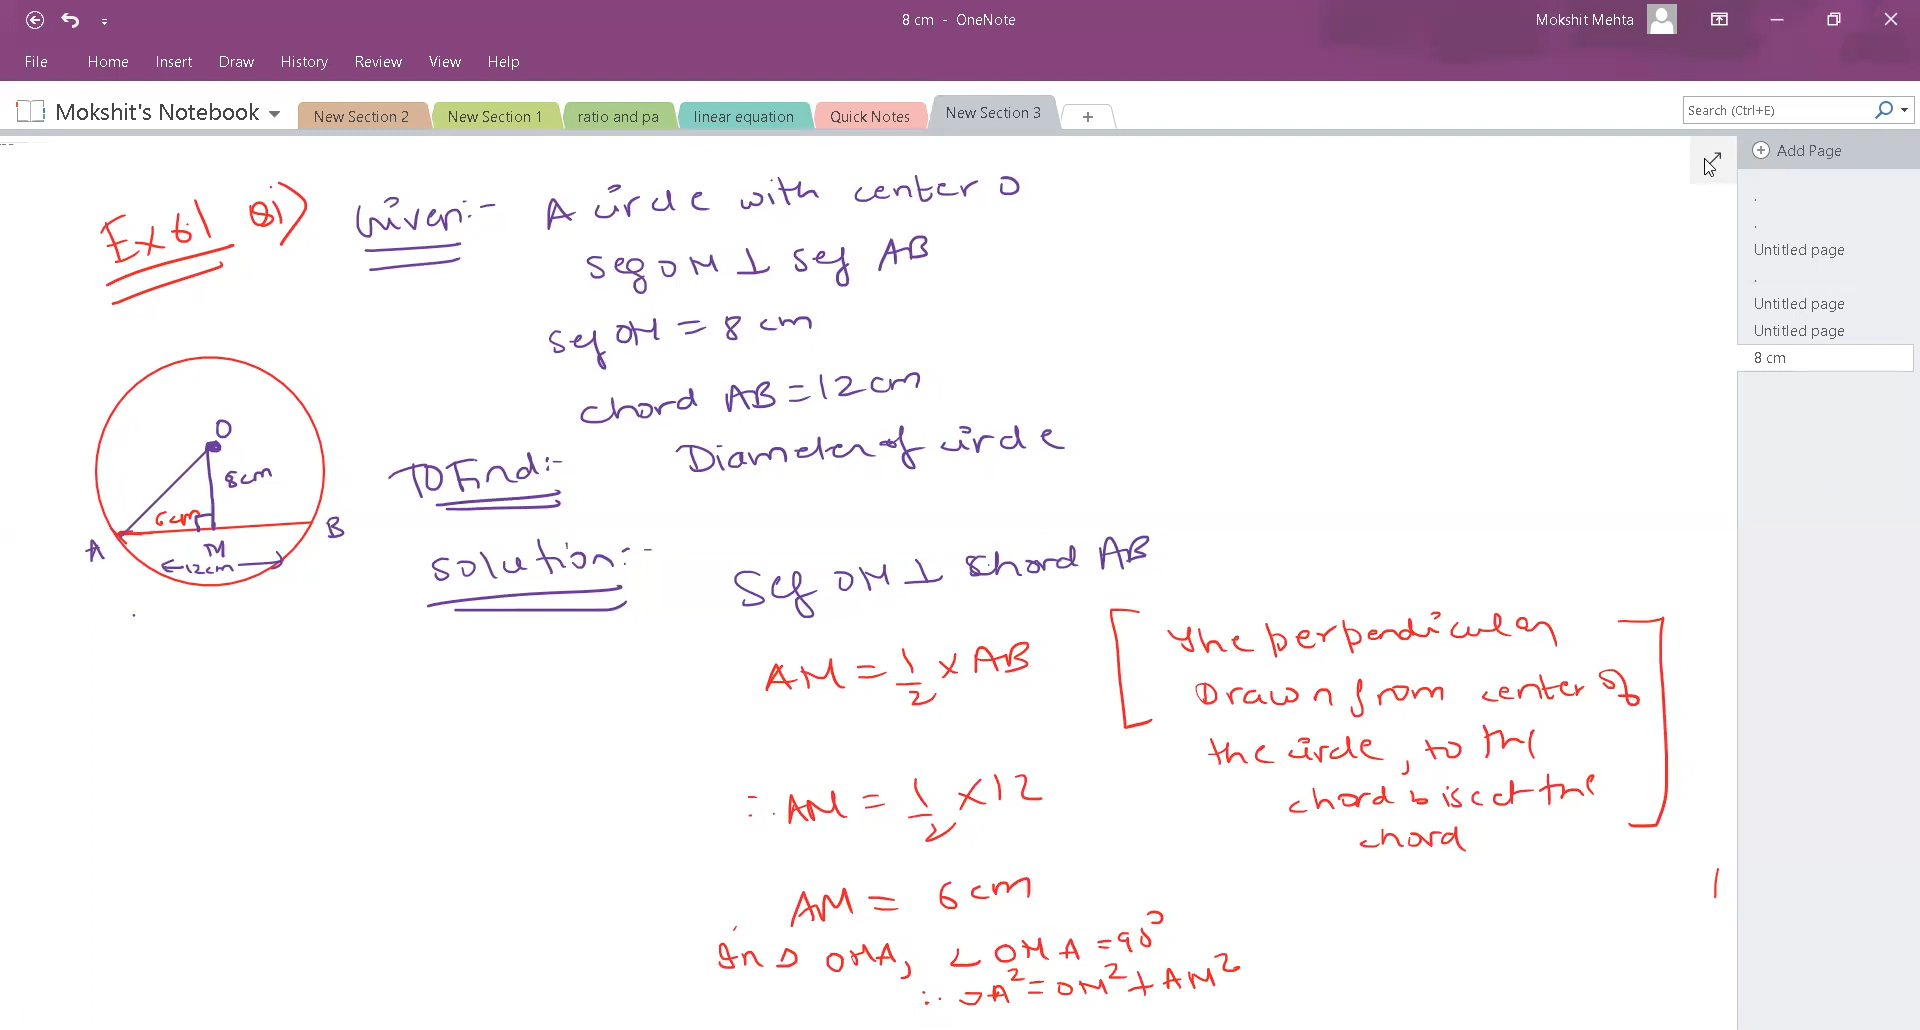 8 cm - OneNote
Mokshit Mehta
File Home Insert Draw History Review View Help
Mokshit's Notebook
New Section 2 New Section 1 ratio and pa linear equation Quick Notes New Section 3 +
Search (Ctrl+E)
Add Page
.
.
Untitled page
.
Untitled page
Untitled page
8 cm
Ex 6.1 Q1)
Given:- A circle with center O
seg OM ⊥ seg AB
seg OM = 8 cm
chord AB = 12 cm
To Find:- Diameter of circle
Solution:- Seg OM ⊥ chord AB
AM = 1/2 × AB
[The perpendicular
Drawn from center of
the circle, to the
chord bisect the
chord]
∴ AM = 1/2 × 12
AM = 6 cm
In Δ OMA, ∠OMA = 90°
∴ OA² = OM² + AM²
O
8cm
6cm
A
B
M
12cm